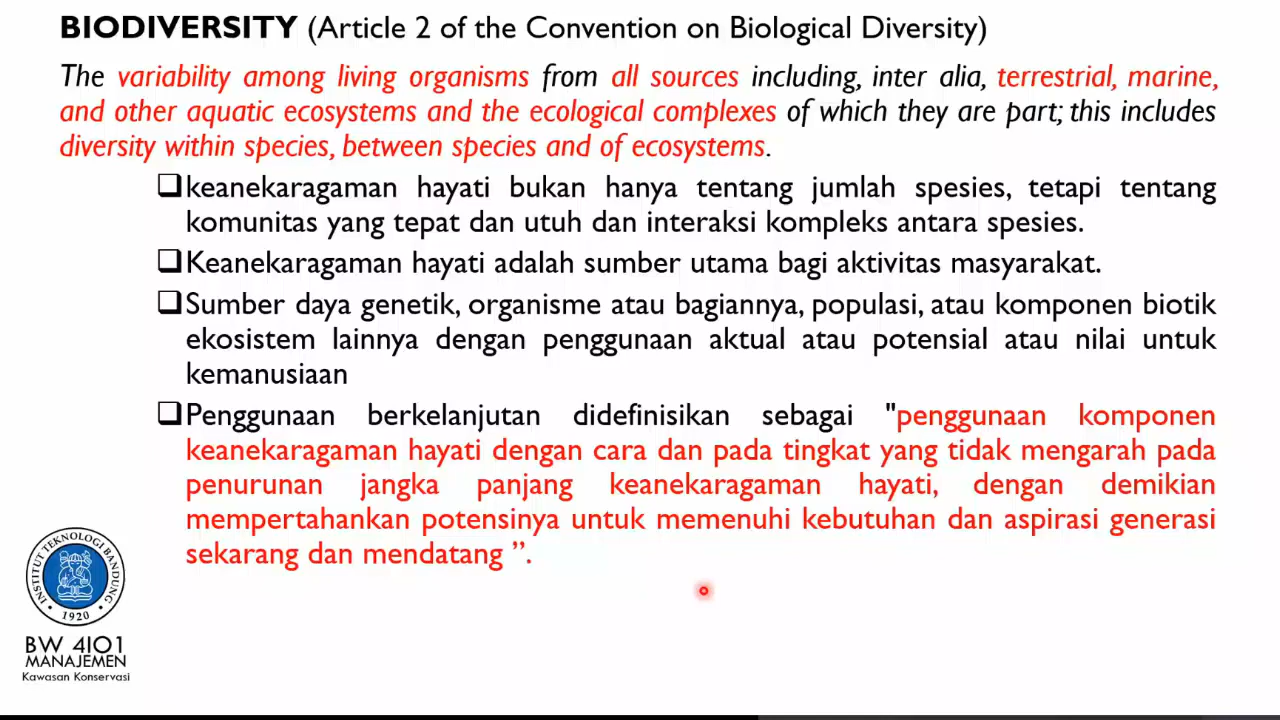 BIODIVERSITY (Article 2 of the Convention on Biological Diversity)
The variability among living organisms from all sources including, inter alia, terrestrial, marine,
and other aquatic ecosystems and the ecological complexes of which they are part; this includes
diversity within species, between species and of ecosystems.
❑keanekaragaman hayati bukan hanya tentang jumlah spesies, tetapi tentang
komunitas yang tepat dan utuh dan interaksi kompleks antara spesies.
❑Keanekaragaman hayati adalah sumber utama bagi aktivitas masyarakat.
❑Sumber daya genetik, organisme atau bagiannya, populasi, atau komponen biotik
ekosistem lainnya dengan penggunaan aktual atau potensial atau nilai untuk
kemanusiaan
❑Penggunaan berkelanjutan didefinisikan sebagai "penggunaan komponen
keanekaragaman hayati dengan cara dan pada tingkat yang tidak mengarah pada
penurunan jangka panjang keanekaragaman hayati, dengan demikian
mempertahankan potensinya untuk memenuhi kebutuhan dan aspirasi generasi
sekarang dan mendatang ”.
INSTITUT TEKNOLOGI BANDUNG
1920
BW 4101
MANAJEMEN
Kawasan Konservasi